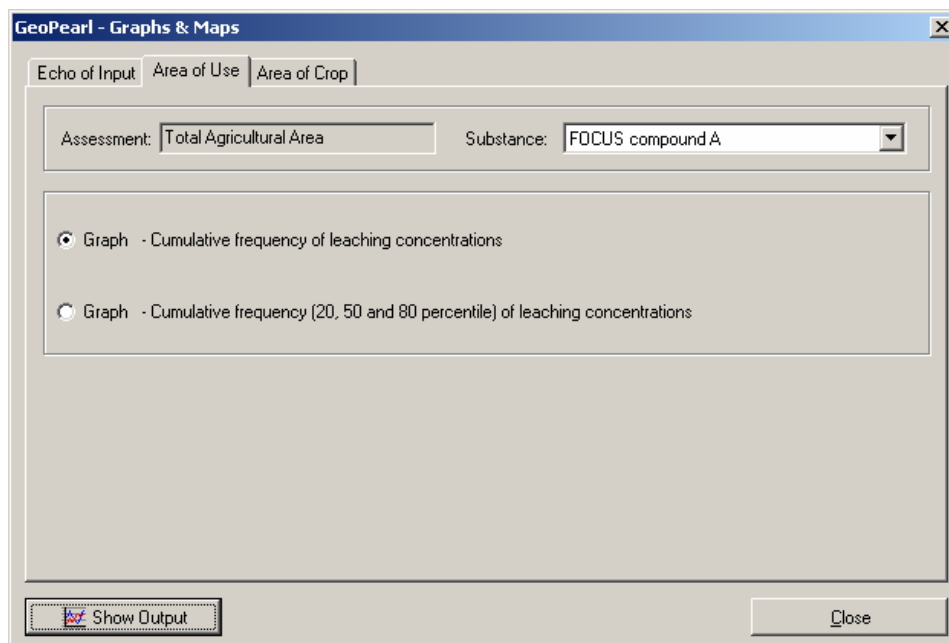 GeoPearl - Graphs & Maps
Echo of Input Area of Use Area of Crop
Assessment: Total Agricultural Area Substance: FOCUS compound A
Graph - Cumulative frequency of leaching concentrations
Graph - Cumulative frequency (20, 50 and 80 percentile) of leaching concentrations
Show Output Close